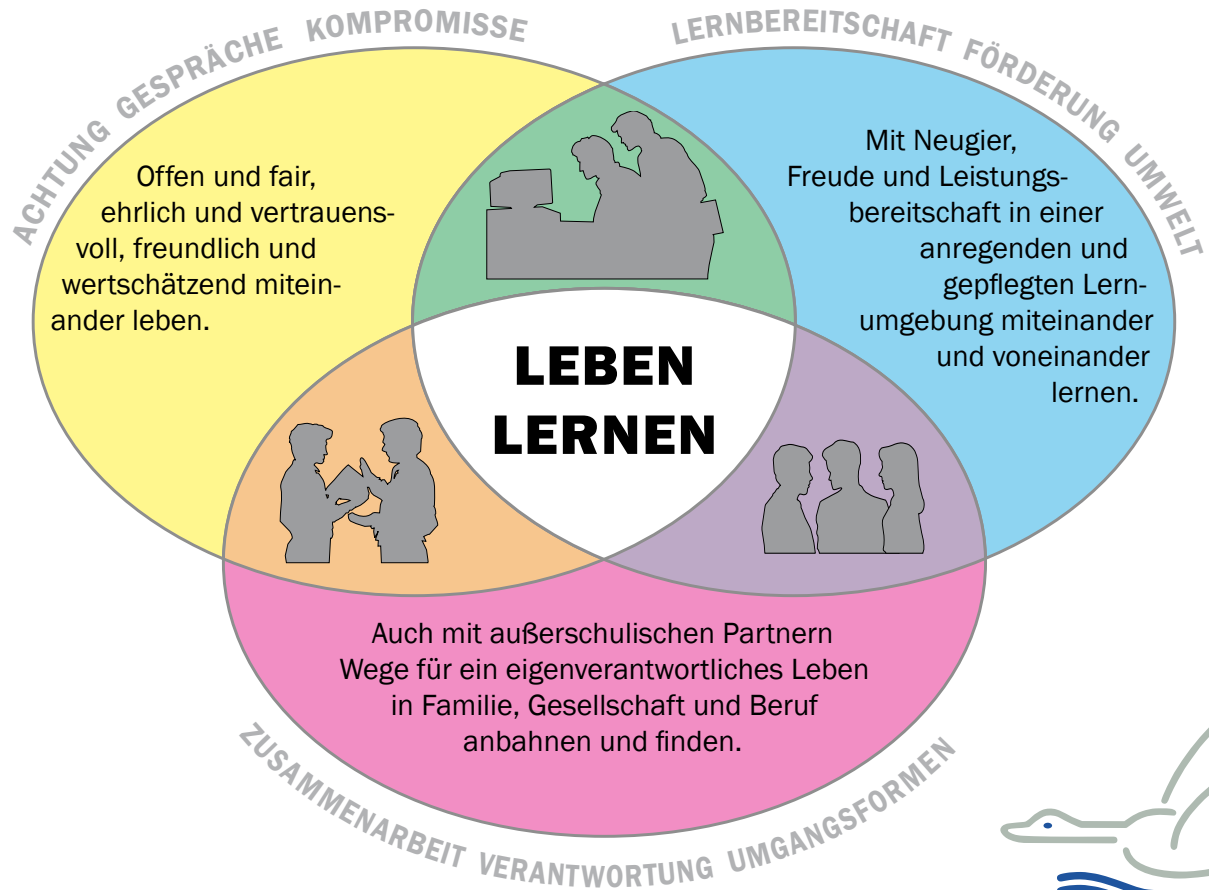 ACHTUNG GESPRÄCHE KOMPROMISSE
LERNBEREITSCHAFT FÖRDERUNG UMWELT
Offen und fair,
ehrlich und vertrauens-
voll, freundlich und
wertschätzend mitein-
ander leben.
Mit Neugier,
Freude und Leistungs-
bereitschaft in einer
anregenden und
gepflegten Lern-
umgebung miteinander
und voneinander
lernen.
LEBEN
LERNEN
Auch mit außerschulischen Partnern
Wege für ein eigenverantwortliches Leben
in Familie, Gesellschaft und Beruf
anbahnen und finden.
ZUSAMMENARBEIT VERANTWORTUNG UMGANGSFORMEN